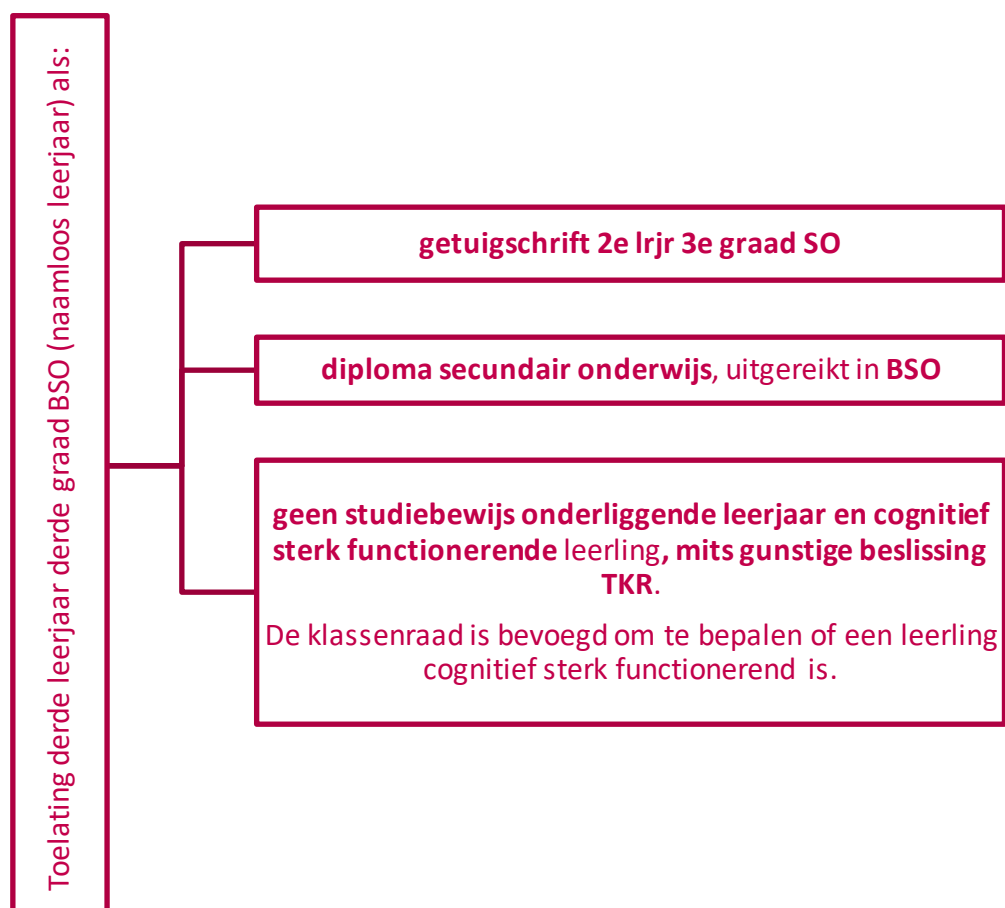 Toelating derde leerjaar derde graad BSO (naamloos leerjaar) als:
getuigschrift 2e lrjr 3e graad SO
diploma secundair onderwijs, uitgereikt in BSO
geen studiebewijs onderliggende leerjaar en cognitief
sterk functionerende leerling, mits gunstige beslissing
TKR.
De klassenraad is bevoegd om te bepalen of een leerling
cognitief sterk functionerend is.